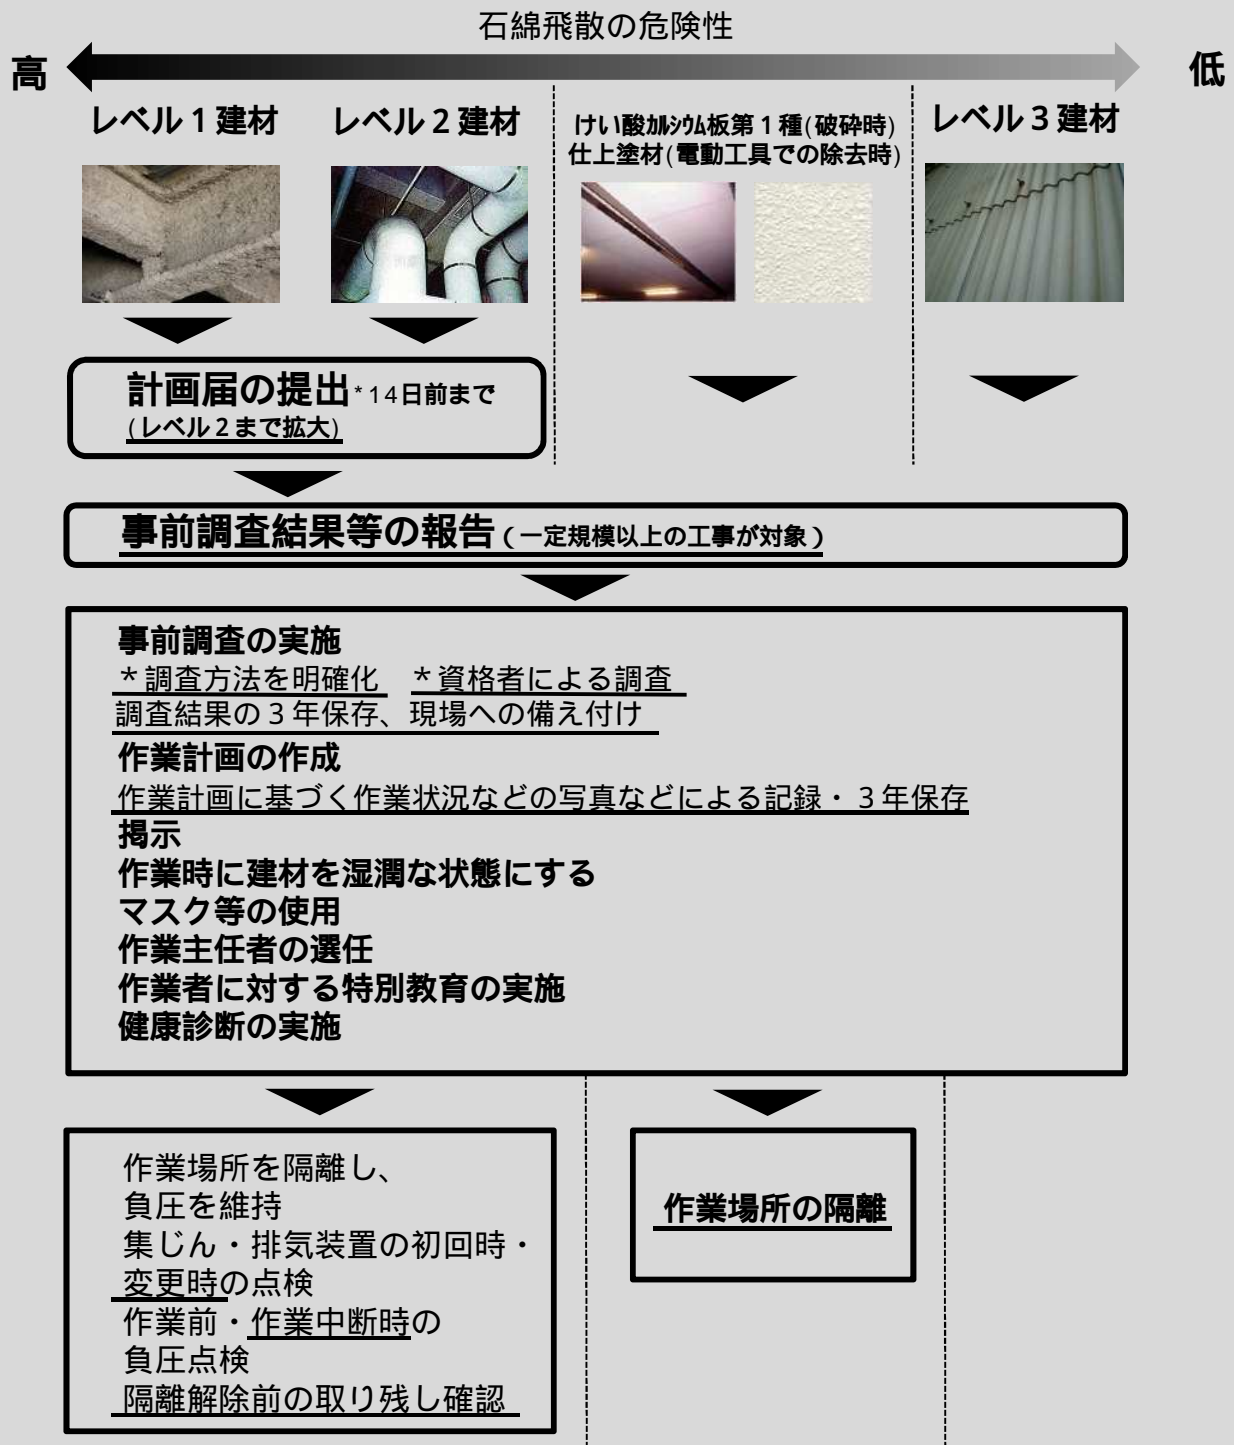 石綿飛散の危険性
高
低
レベル１建材
レベル２建材
けい酸ｶﾙｼｳﾑ板第１種(破砕時)
仕上塗材(電動工具での除去時)
レベル３建材
計画届の提出*14日前まで
(レベル２まで拡大)
事前調査結果等の報告(一定規模以上の工事が対象)
事前調査の実施
＊調査方法を明確化　＊資格者による調査
調査結果の３年保存、現場への備え付け
作業計画の作成
作業計画に基づく作業状況などの写真などによる記録・３年保存
掲示
作業時に建材を湿潤な状態にする
マスク等の使用
作業主任者の選任
作業者に対する特別教育の実施
健康診断の実施
作業場所を隔離し、
負圧を維持
集じん・排気装置の初回時・
変更時の点検
作業前・作業中断時の
負圧点検
隔離解除前の取り残し確認
作業場所の隔離